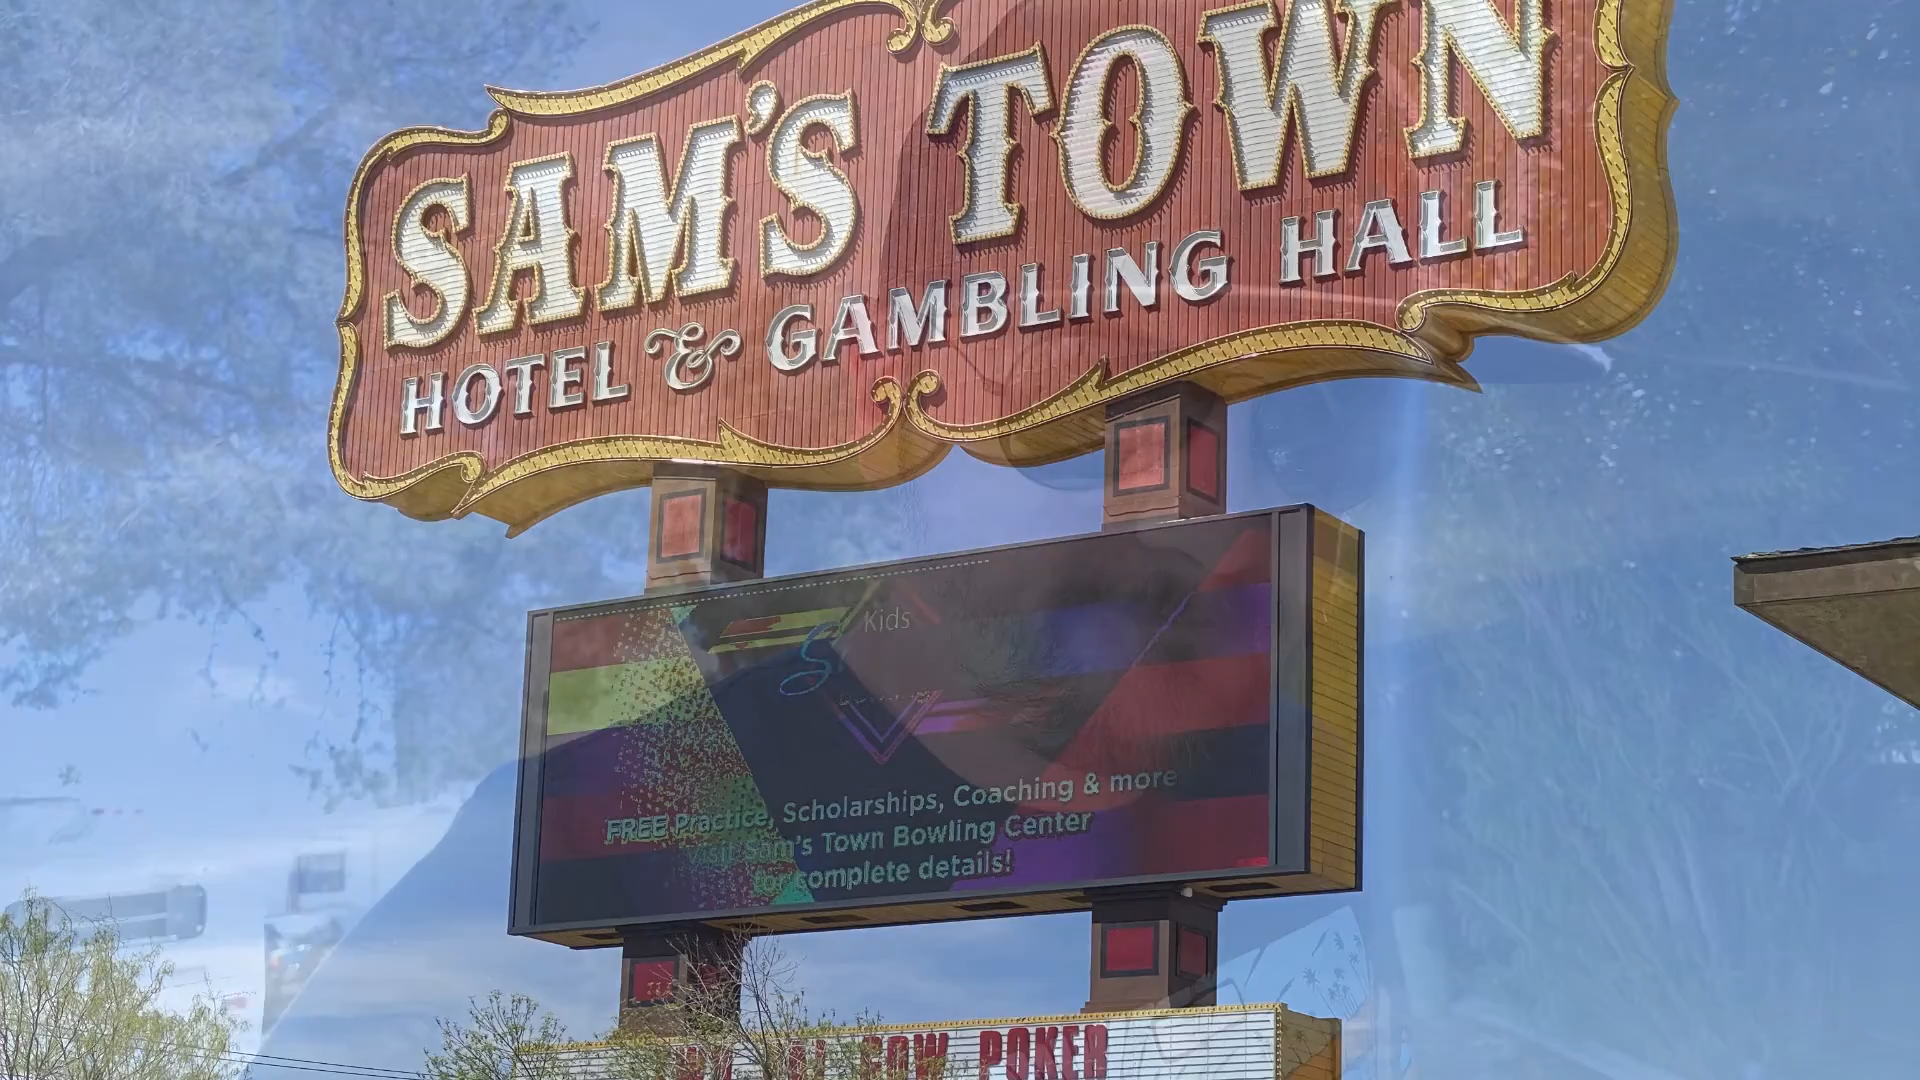 SAM'S TOWN
HOTEL & GAMBLING HALL
Kids
Scholarships, Coaching & more
FREE Practice,
Visit Sam's Town Bowling Center
for complete details!
POKER